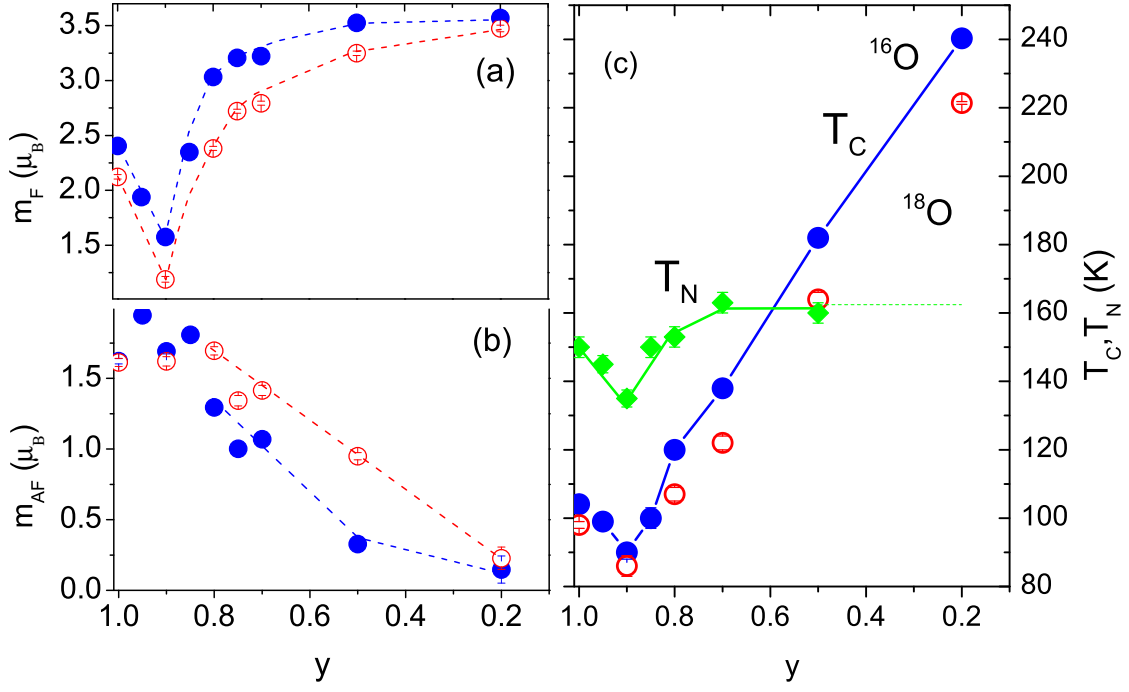 3.5
3.0
2.5
2.0
1.5
m_F (μ_B)
(a)
1.5
1.0
0.5
0.0
m_AF (μ_B)
(b)
1.0 0.8 0.6 0.4 0.2
y
(c)
¹⁶O
T_C
¹⁸O
T_N
240
220
200
180
160
140
120
100
80
T_C, T_N (K)
1.0 0.8 0.6 0.4 0.2
y